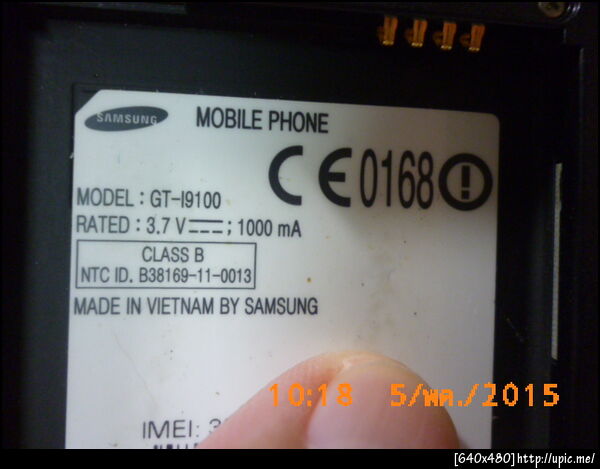 SAMSUNG MOBILE PHONE
CE0168
MODEL : GT-I9100
RATED : 3.7 V ; 1000 mA
CLASS B
NTC ID. B38169-11-0013
MADE IN VIETNAM BY SAMSUNG
10:18 5/พค./2015
IMEI: 3
[640x480]http://upic.me/